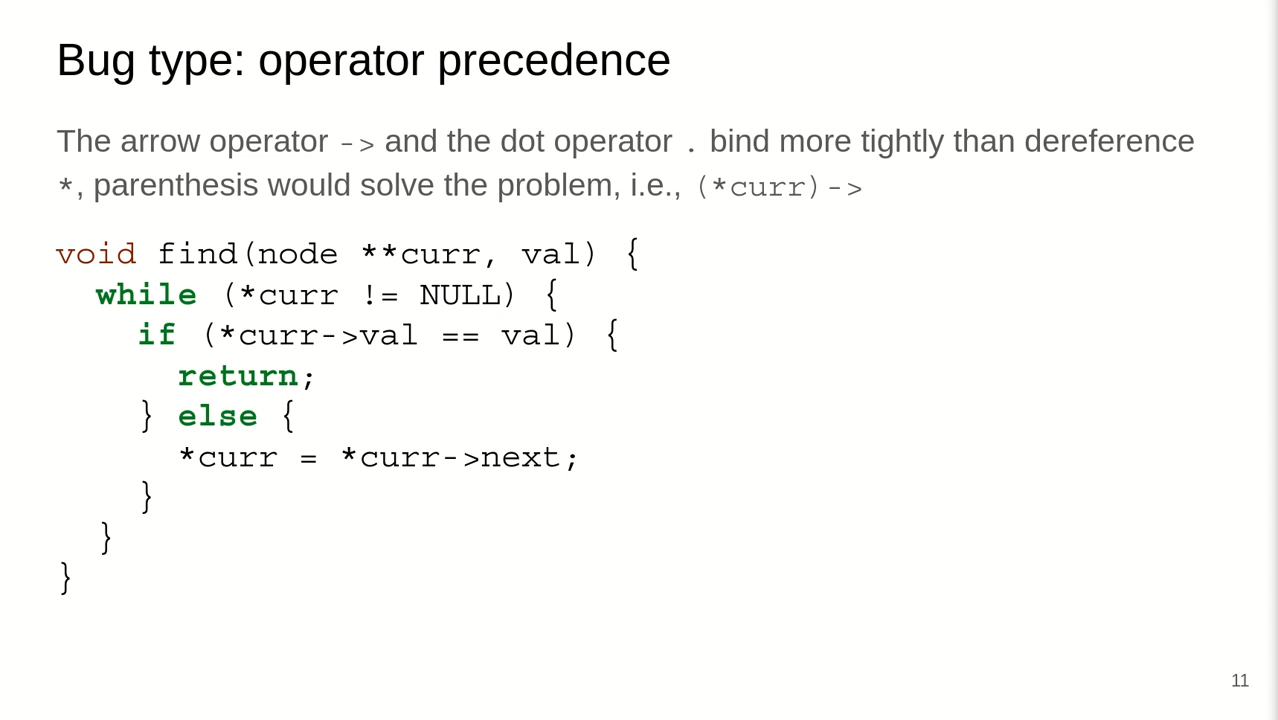 Bug type: operator precedence
The arrow operator -> and the dot operator . bind more tightly than dereference
*, parenthesis would solve the problem, i.e., (*curr)->
void find(node **curr, val) {
  while (*curr != NULL) {
    if (*curr->val == val) {
      return;
    } else {
      *curr = *curr->next;
    }
  }
}
11